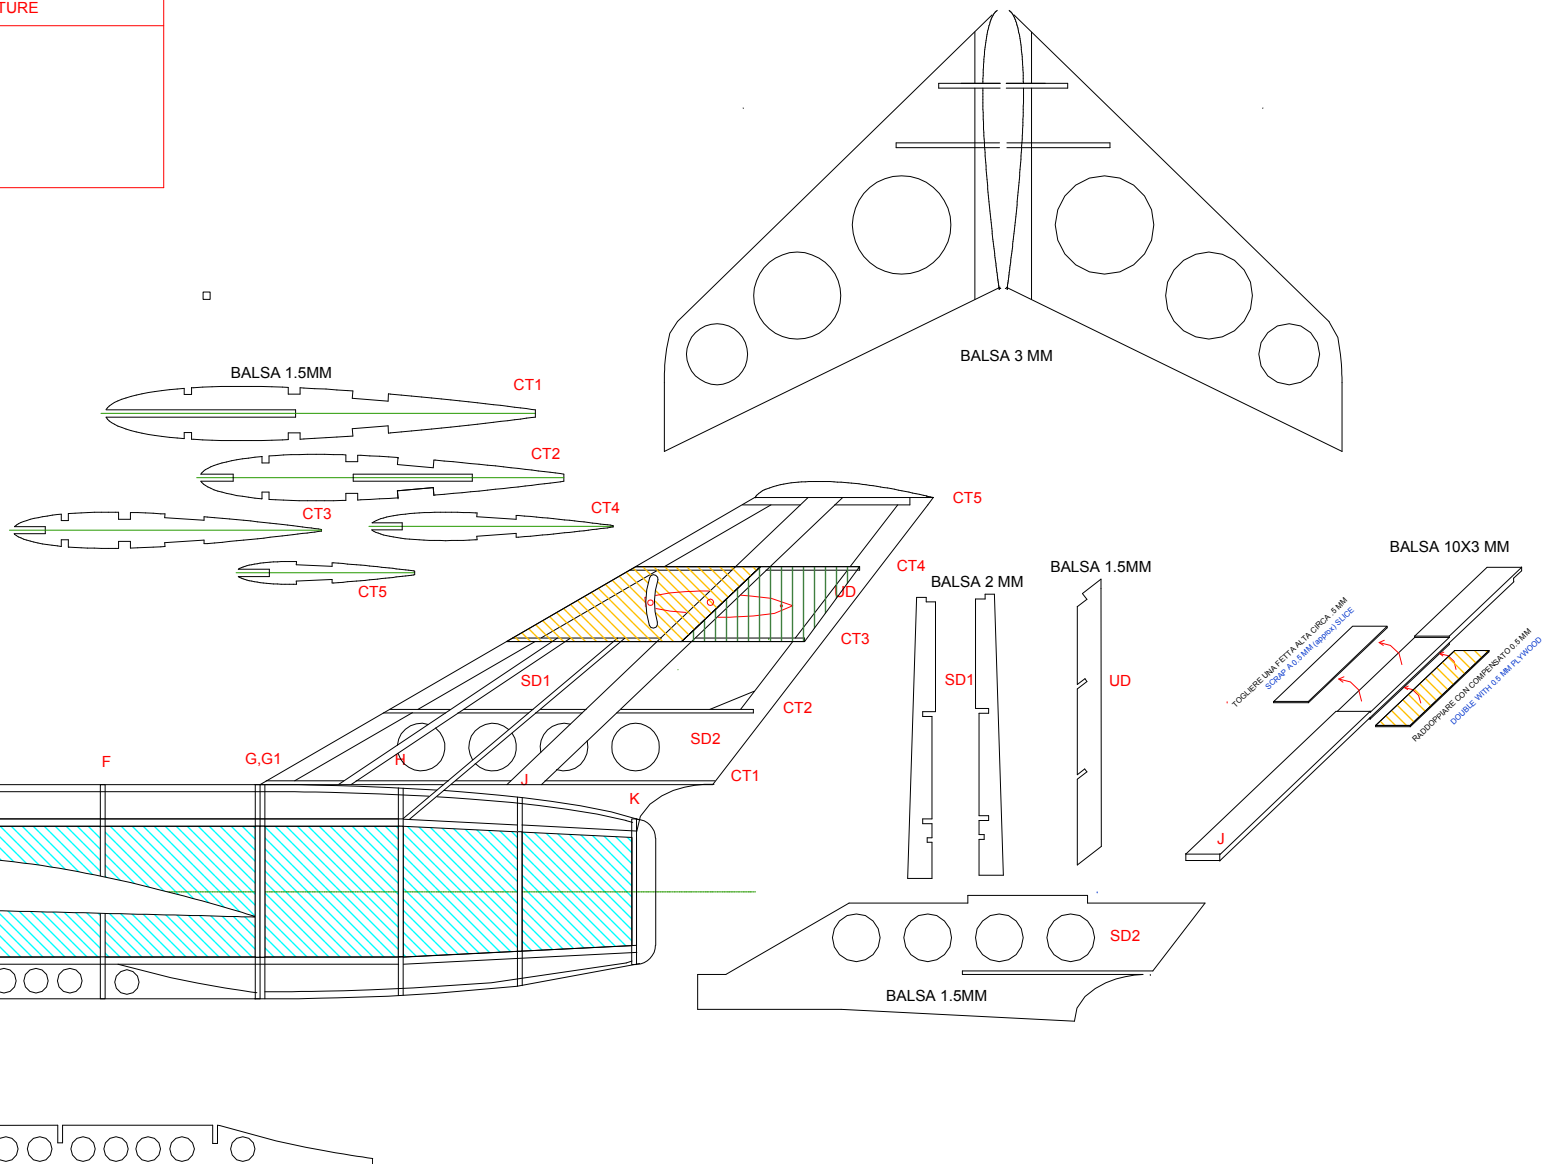 TURE
BALSA 3 MM
BALSA 1.5MM
CT1
CT2
CT3
CT4
CT5
CT5
CT4
UD
CT3
SD1
CT2
SD2
CT1
F
G,G1
H
J
K
BALSA 2 MM
BALSA 1.5MM
SD1
UD
BALSA 10X3 MM
TOGLIERE UNA FETTA ALTA CIRCA .5 MM
SCRAP A 0.5 MM (approx) SLICE
RADDOPPIARE CON COMPENSATO 0.5 MM
DOUBLE WITH 0.5 MM PLYWOOD
J
SD2
BALSA 1.5MM